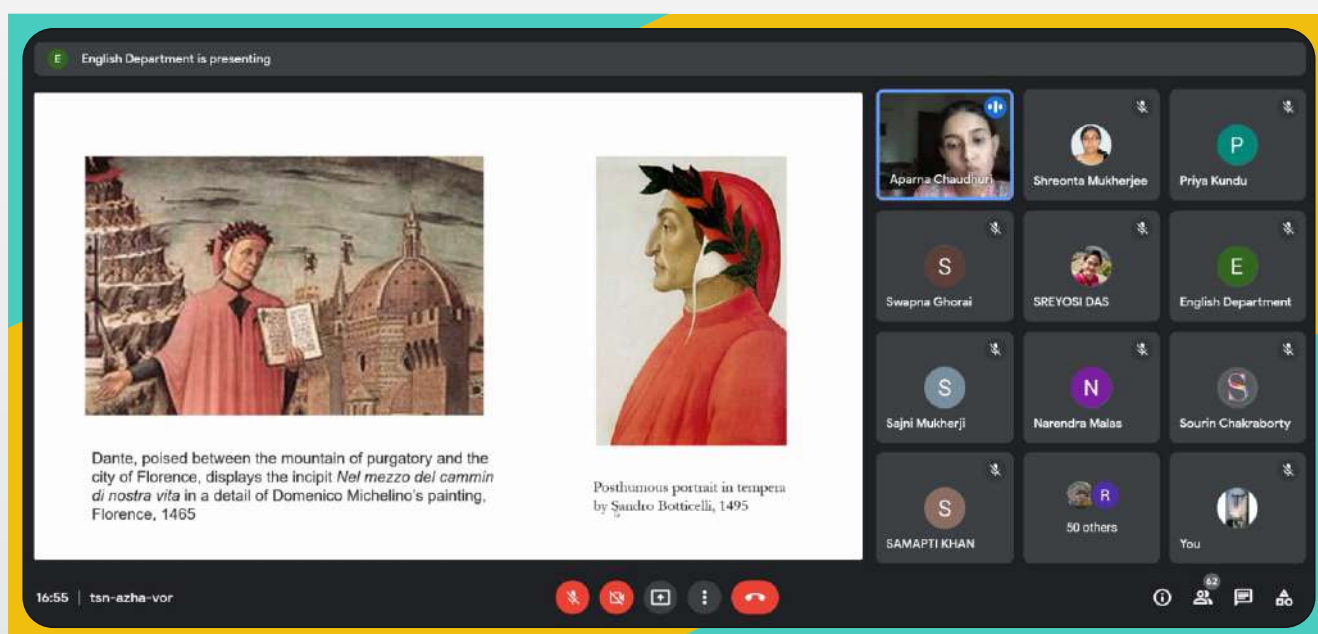 E English Department is presenting
Dante, poised between the mountain of purgatory and the
city of Florence, displays the incipit Nel mezzo del cammin
di nostra vita in a detail of Domenico Michelino's painting,
Florence, 1465
Posthumous portrait in tempera
by Sandro Botticelli, 1495
Aparna Chaudhuri
Shreonta Mukherjee
P
Priya Kundu
S
Swapna Ghorai
SREYOSI DAS
E
English Department
S
Sajni Mukherji
N
Narendra Malas
S
Sourin Chakraborty
S
SAMAPTI KHAN
R
50 others
You
16:55 | tsn-azha-vor
62